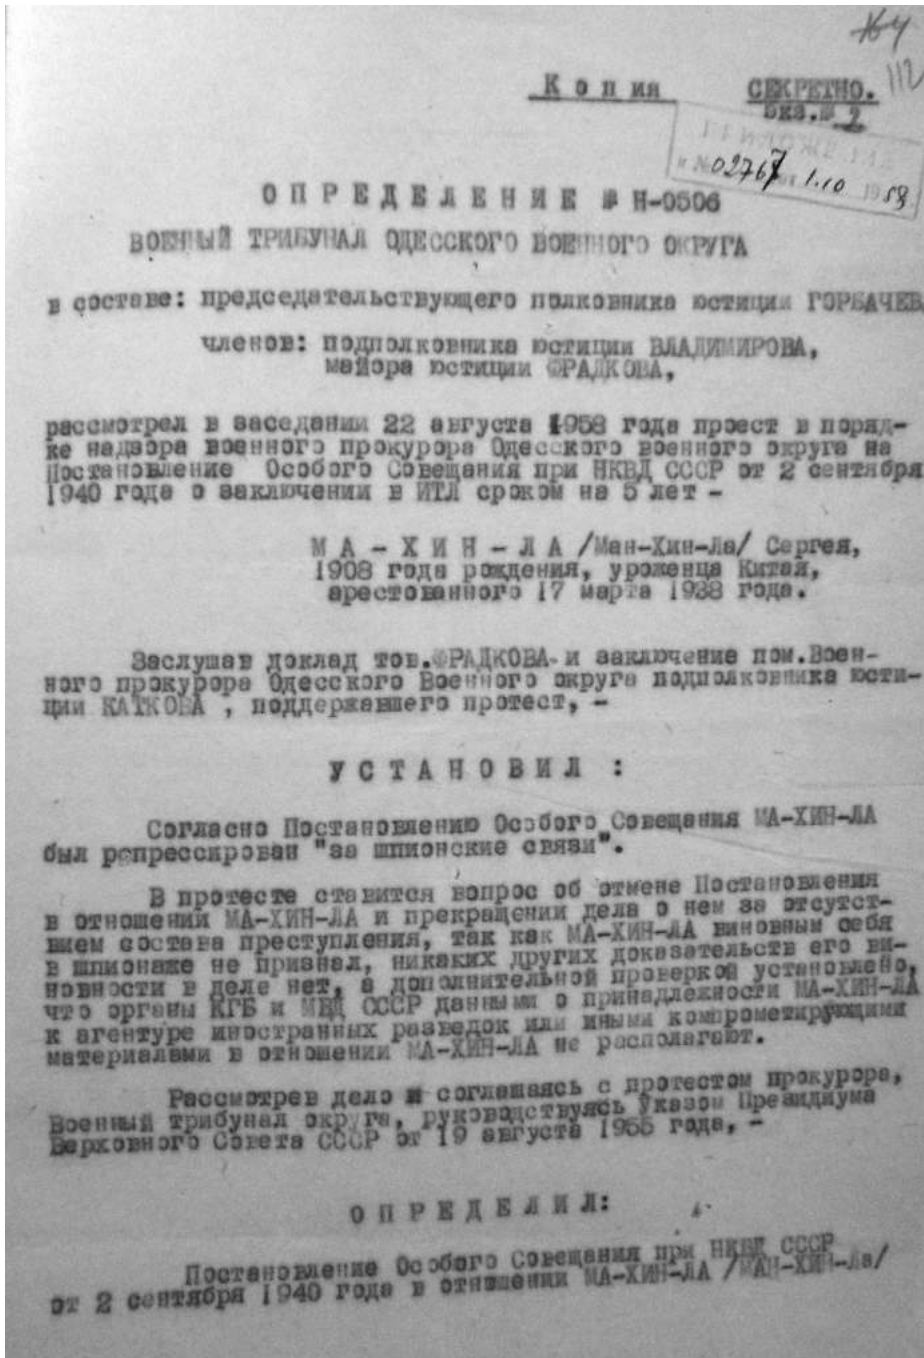 164
112
Копия СЕКРЕТНО.
Экз.№ 2
№ 02767 1.10 1958
ОПРЕДЕЛЕНИЕ № Н-0506
ВОЕННЫЙ ТРИБУНАЛ ОДЕССКОГО ВОЕННОГО ОКРУГА
в составе: председательствующего полковника юстиции ГОРБАЧЕВ
членов: подполковника юстиции ВЛАДИМИРОВА,
майора юстиции ФРАДКОВА,
рассмотрел в заседании 22 августа 1958 года проест в поряд-
ке надзора военного прокурора Одесского военного округа на
Постановление Особого Совещания при НКВД СССР от 2 сентября
1940 года о заключении в ИТЛ сроком на 5 лет -
МА-ХИН-ЛА /Ман-Хин-Ла/ Сергея,
1908 года рождения, уроженца Китая,
арестованного 17 марта 1938 года.
Заслушав доклад тов.ФРАДКОВА и заключение пом.Воен-
ного прокурора Одесского Военного округа подполковника юсти-
ции КАТКОВА , поддержавшего протест, -
УСТАНОВИЛ :
Согласно Постановлению Особого Совещания МА-ХИН-ЛА
был репрессирован "за шпионские связи".
В протесте ставится вопрос об отмене Постановления
в отношении МА-ХИН-ЛА и прекращении дела о нем за отсутст-
вием состава преступления, так как МА-ХИН-ЛА виновным себя
в шпионаже не признал, никаких других доказательств его ви-
новности в деле нет, а дополнительной проверкой установлено,
что органы КГБ и МВД СССР данными о принадлежности МА-ХИН-ЛА
к агентуре иностранных разведок или иными компрометирующими
материалами в отношении МА-ХИН-ЛА не располагают.
Рассмотрев дело и соглашаясь с протестом прокурора,
Военный трибунал округа, руководствуясь Указом Президиума
Верховного Совета СССР от 19 августа 1955 года, -
ОПРЕДЕЛИЛ:
Постановление Особого Совещания при НКВД СССР
от 2 сентября 1940 года в отношении МА-ХИН-ЛА /МАН-ХИН-Ла/